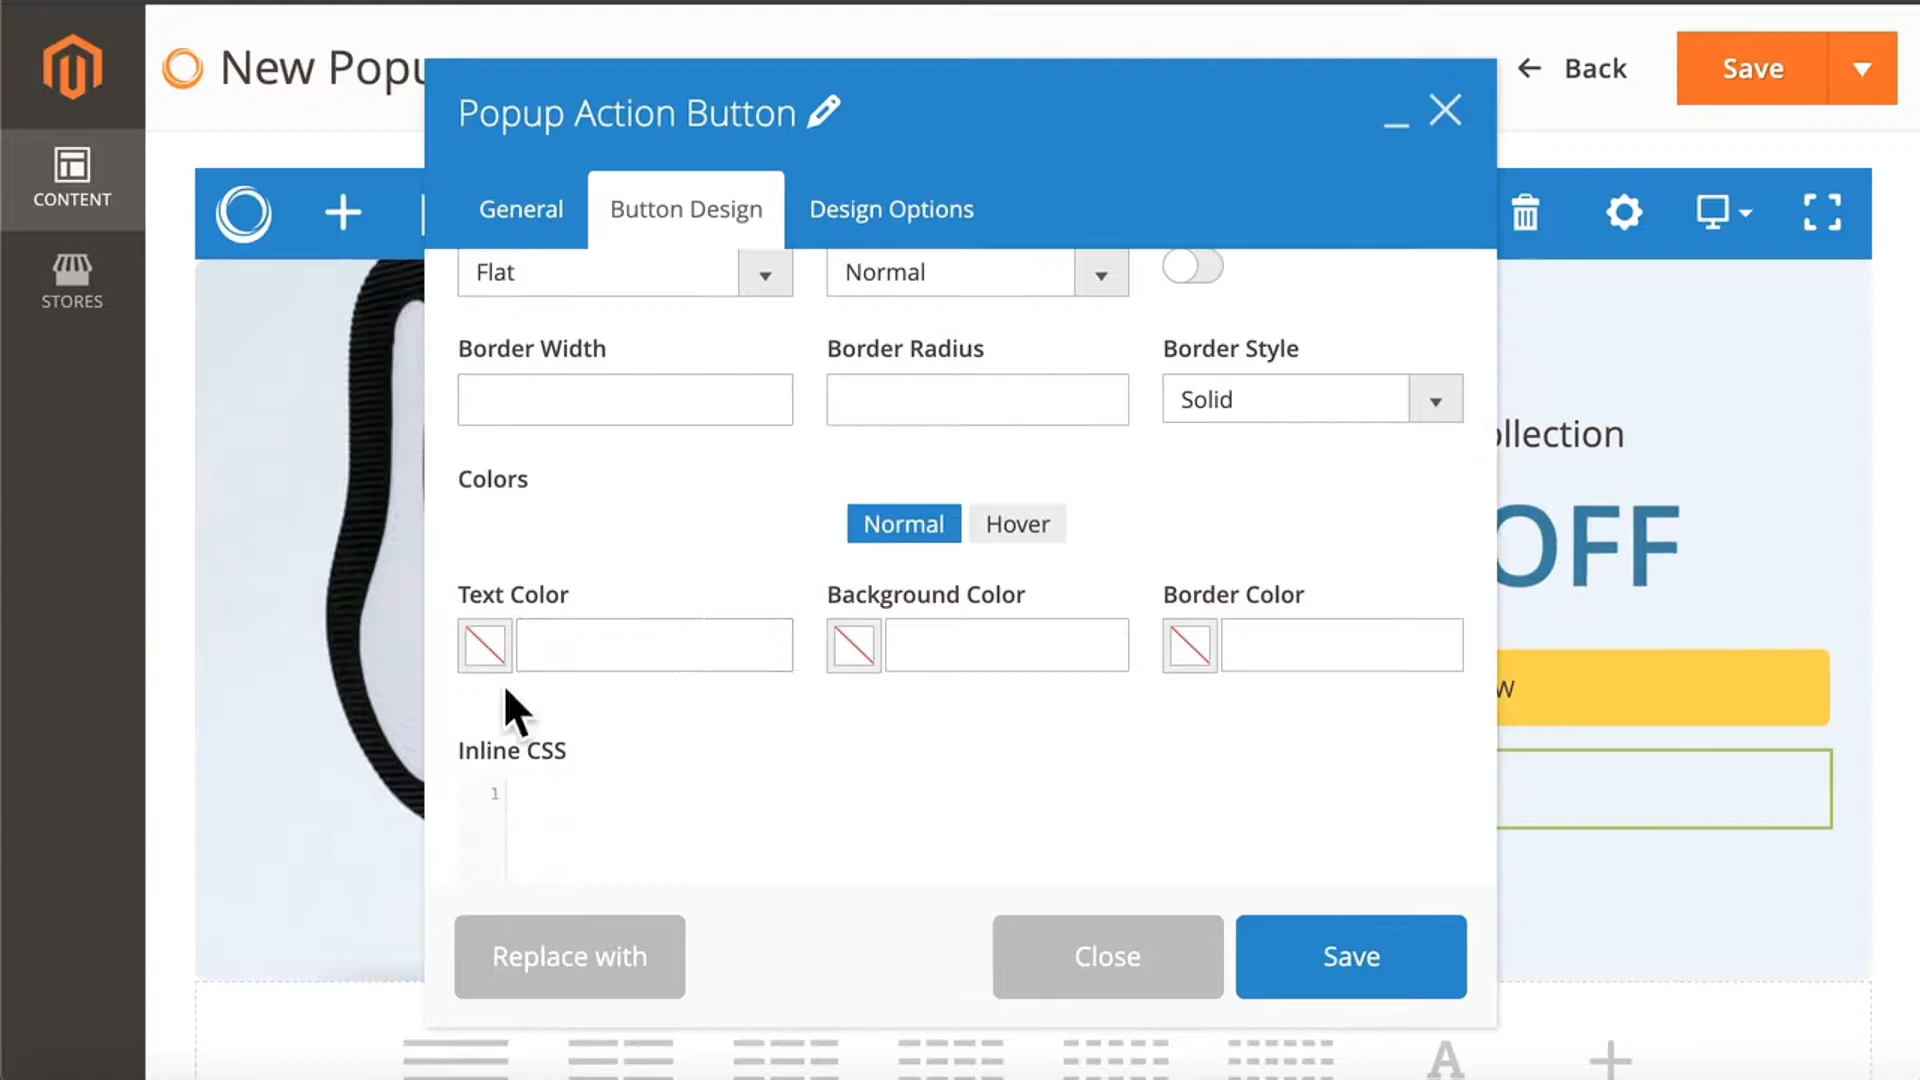 New Popu
Back
Save
Popup Action Button
General
Button Design
Design Options
CONTENT
STORES
Flat
Normal
Border Width
Border Radius
Border Style
Solid
Colors
Normal
Hover
Text Color
Background Color
Border Color
Inline CSS
1
ollection
OFF
w
Replace with
Close
Save
A